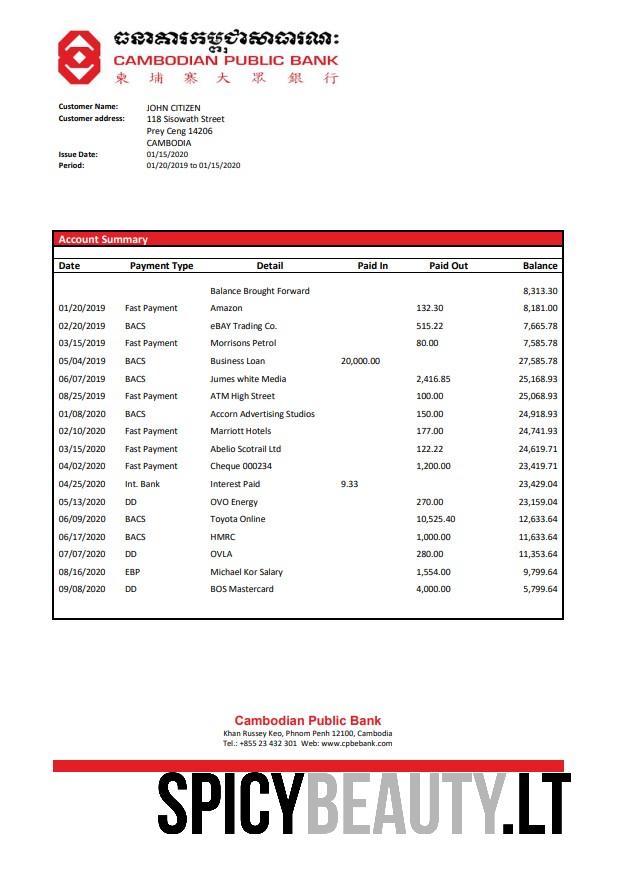 ធនាគារកម្ពុជាសាធារណៈ
CAMBODIAN PUBLIC BANK
柬 埔 寨 大 眾 銀 行
Customer Name: JOHN CITIZEN
Customer address: 118 Sisowath Street
Prey Ceng 14206
CAMBODIA
Issue Date: 01/15/2020
Period: 01/20/2019 to 01/15/2020
Account Summary
Date Payment Type Detail Paid In Paid Out Balance
Balance Brought Forward 8,313.30
01/20/2019 Fast Payment Amazon 132.30 8,181.00
02/20/2019 BACS eBAY Trading Co. 515.22 7,665.78
03/15/2019 Fast Payment Morrisons Petrol 80.00 7,585.78
05/04/2019 BACS Business Loan 20,000.00 27,585.78
06/07/2019 BACS Jumes white Media 2,416.85 25,168.93
08/25/2019 Fast Payment ATM High Street 100.00 25,068.93
01/08/2020 BACS Accorn Advertising Studios 150.00 24,918.93
02/10/2020 Fast Payment Marriott Hotels 177.00 24,741.93
03/15/2020 Fast Payment Abelio Scotrail Ltd 122.22 24,619.71
04/02/2020 Fast Payment Cheque 000234 1,200.00 23,419.71
04/25/2020 Int. Bank Interest Paid 9.33 23,429.04
05/13/2020 DD OVO Energy 270.00 23,159.04
06/09/2020 BACS Toyota Online 10,525.40 12,633.64
06/17/2020 BACS HMRC 1,000.00 11,633.64
07/07/2020 DD OVLA 280.00 11,353.64
08/16/2020 EBP Michael Kor Salary 1,554.00 9,799.64
09/08/2020 DD BOS Mastercard 4,000.00 5,799.64
Cambodian Public Bank
Khan Russey Keo, Phnom Penh 12100, Cambodia
Tel.: +855 23 432 301 Web: www.cpbebank.com
SPICYBEAUTY.LT